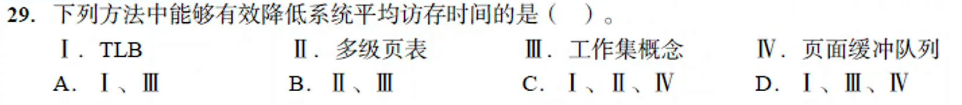 29. 下列方法中能够有效降低系统平均访存时间的是（　）。
Ⅰ．TLB Ⅱ．多级页表 Ⅲ．工作集概念 Ⅳ．页面缓冲队列
A．Ⅰ、Ⅲ B．Ⅱ、Ⅲ C．Ⅰ、Ⅱ、Ⅳ D．Ⅰ、Ⅲ、Ⅳ